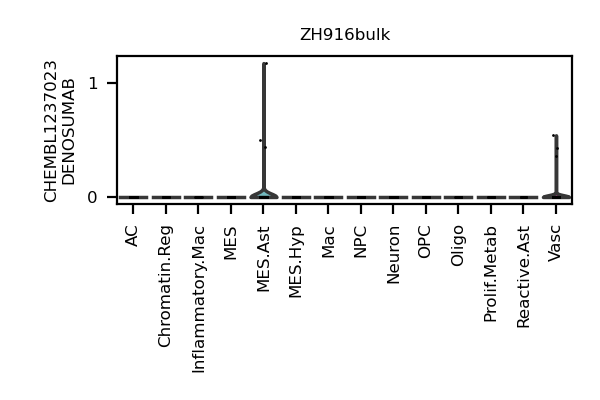 ZH916bulk
CHEMBL1237023
DENOSUMAB
1
0
AC
Chromatin.Reg
Inflammatory.Mac
MES
MES.Ast
MES.Hyp
Mac
NPC
Neuron
OPC
Oligo
Prolif.Metab
Reactive.Ast
Vasc